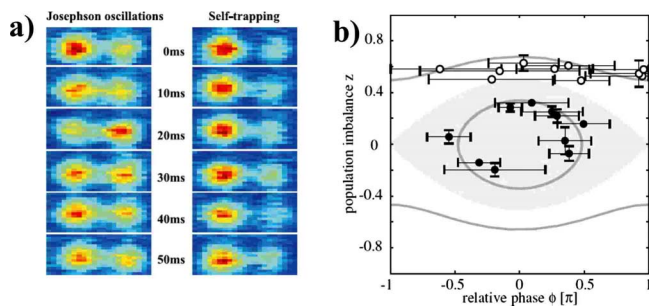 a)
Josephson oscillations
Self-trapping
0ms
10ms
20ms
30ms
40ms
50ms
b)
population imbalance z
0.8
0.4
0
-0.4
-0.8
-1
-0.5
0
0.5
1
relative phase ϕ [π]